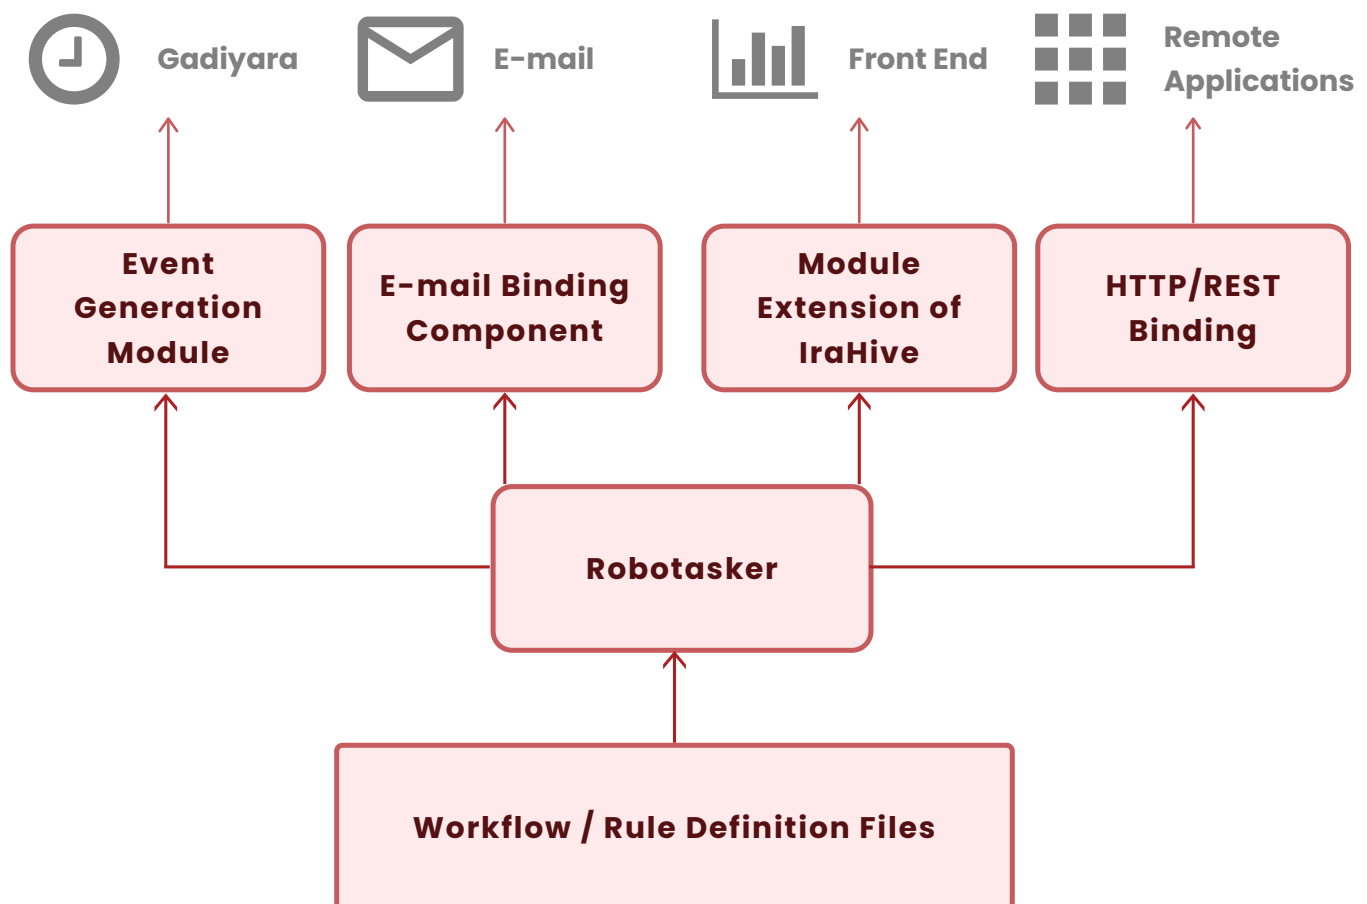 Gadiyara
E-mail
Front End
Remote
Applications
Event
Generation
Module
E-mail Binding
Component
Module
Extension of
IraHive
HTTP/REST
Binding
Robotasker
Workflow / Rule Definition Files